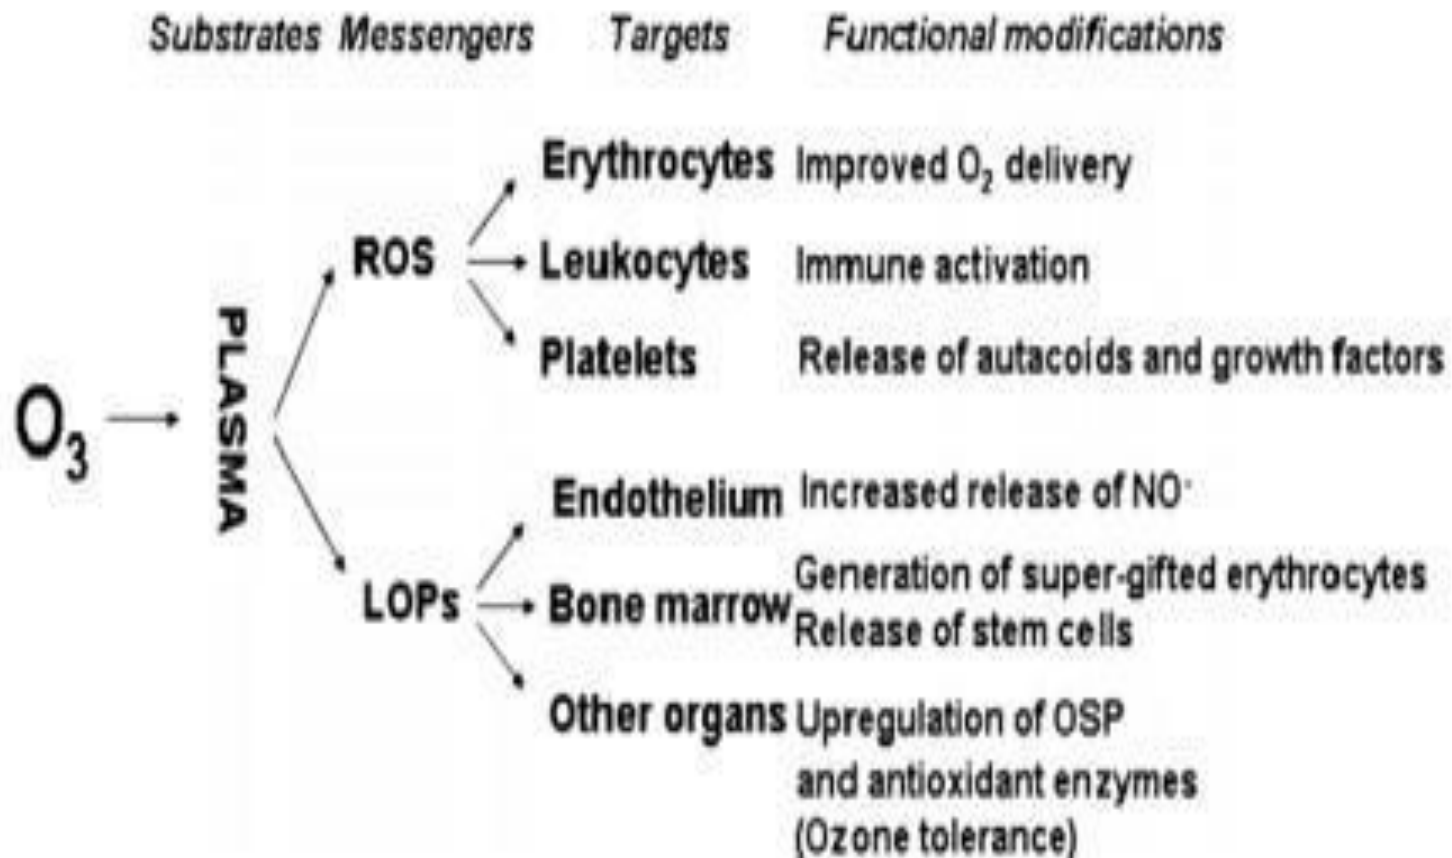 Substrates Messengers Targets Functional modifications
Erythrocytes Improved O₂ delivery
ROS Leukocytes Immune activation
Platelets Release of autacoids and growth factors
O₃ PLASMA
Endothelium Increased release of NO·
LOPs Bone marrow Generation of super-gifted erythrocytes
Release of stem cells
Other organs Upregulation of OSP
and antioxidant enzymes
(Ozone tolerance)